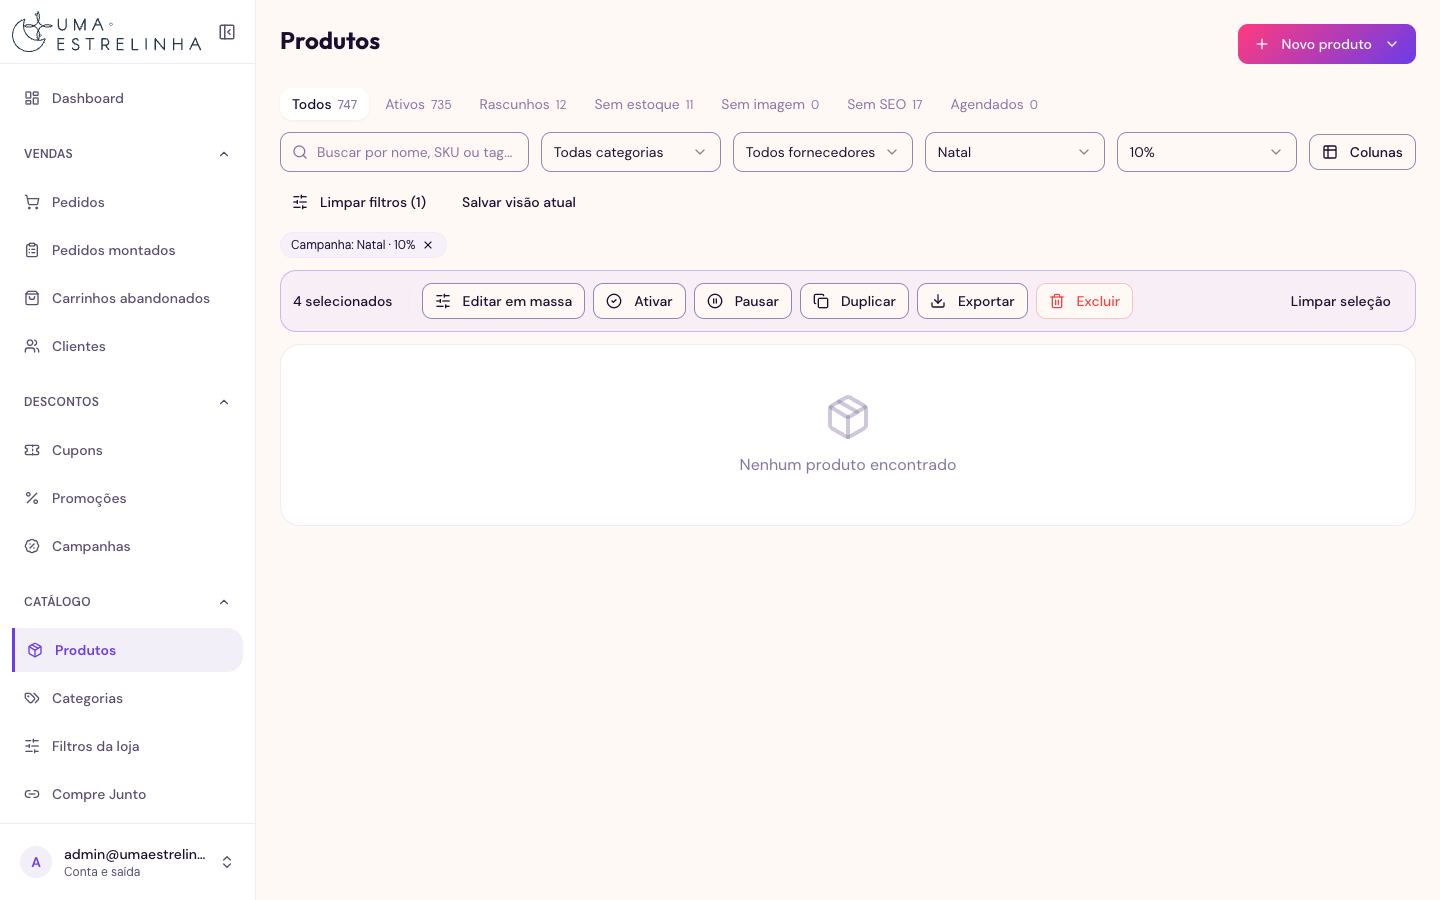 UMA
ESTRELINHA
Dashboard
VENDAS
Pedidos
Pedidos montados
Carrinhos abandonados
Clientes
DESCONTOS
Cupons
Promoções
Campanhas
CATÁLOGO
Produtos
Categorias
Filtros da loja
Compre Junto
A
admin@umaestrelin...
Conta e saída
Produtos
Novo produto
Todos 747
Ativos 735
Rascunhos 12
Sem estoque 11
Sem imagem 0
Sem SEO 17
Agendados 0
Buscar por nome, SKU ou tag...
Todas categorias
Todos fornecedores
Natal
10%
Colunas
Limpar filtros (1)
Salvar visão atual
Campanha: Natal · 10%
4 selecionados
Editar em massa
Ativar
Pausar
Duplicar
Exportar
Excluir
Limpar seleção
Nenhum produto encontrado